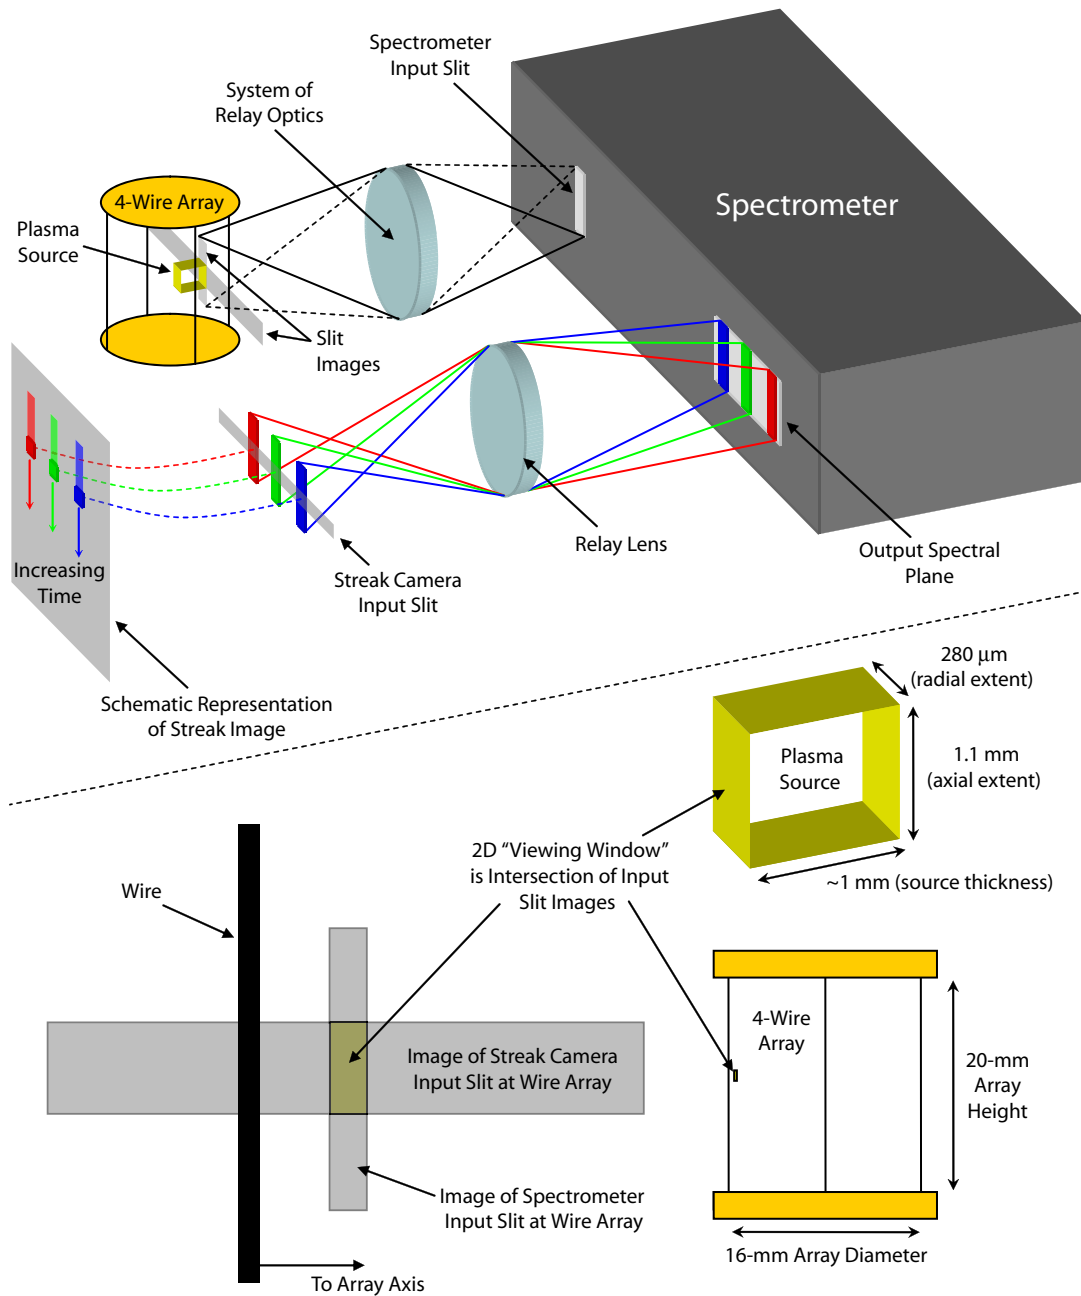 Spectrometer
Input Slit
System of
Relay Optics
4-Wire Array
Spectrometer
Plasma
Source
Slit
Images
Relay Lens
Output Spectral
Plane
Streak Camera
Input Slit
Increasing
Time
Schematic Representation
of Streak Image
280 μm
(radial extent)
Plasma
Source
1.1 mm
(axial extent)
~1 mm (source thickness)
2D “Viewing Window”
is Intersection of Input
Slit Images
Wire
Image of Streak Camera
Input Slit at Wire Array
Image of Spectrometer
Input Slit at Wire Array
To Array Axis
4-Wire
Array
20-mm
Array
Height
16-mm Array Diameter